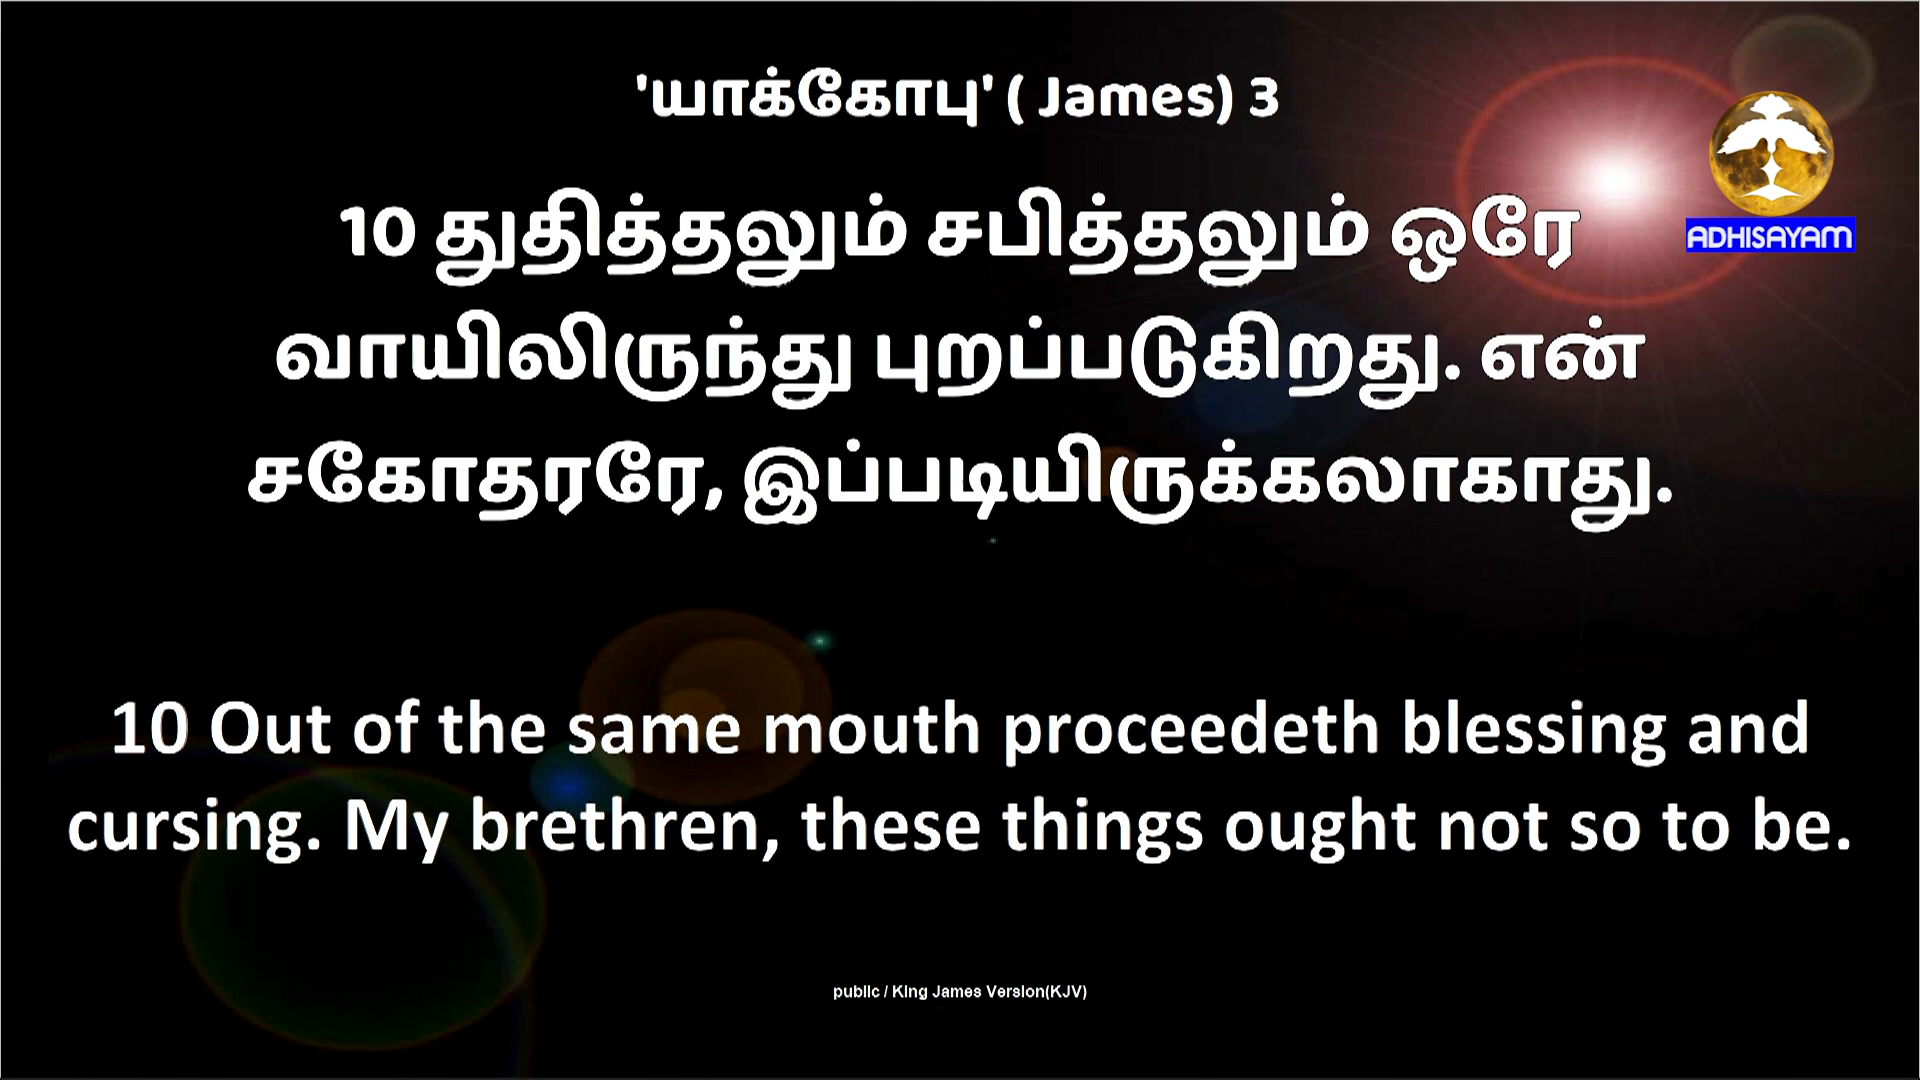 'யாக்கோபு' ( James) 3
ADHISAYAM
10 துதித்தலும் சபித்தலும் ஒரே
வாயிலிருந்து புறப்படுகிறது. என்
சகோதரரே, இப்படியிருக்கலாகாது.
10 Out of the same mouth proceedeth blessing and
cursing. My brethren, these things ought not so to be.
public / King James Version(KJV)